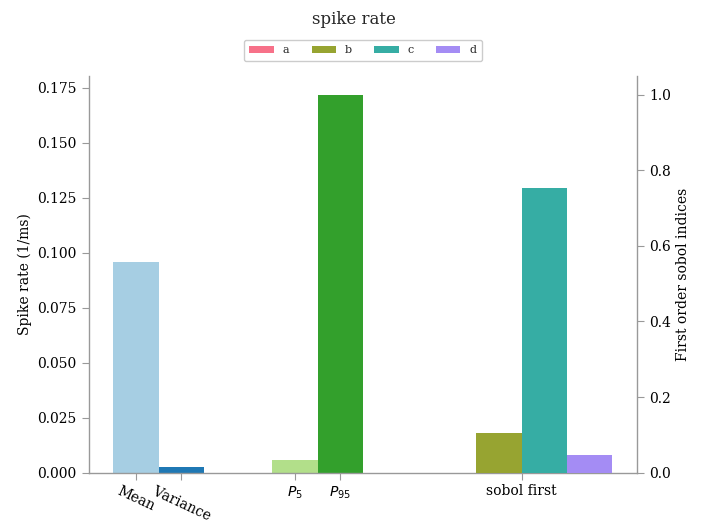 spike rate
a b c d
0.175
0.150
0.125
0.100
0.075
0.050
0.025
0.000
Spike rate (1/ms)
1.0
0.8
0.6
0.4
0.2
0.0
First order sobol indices
Mean Variance P5 P95 sobol first